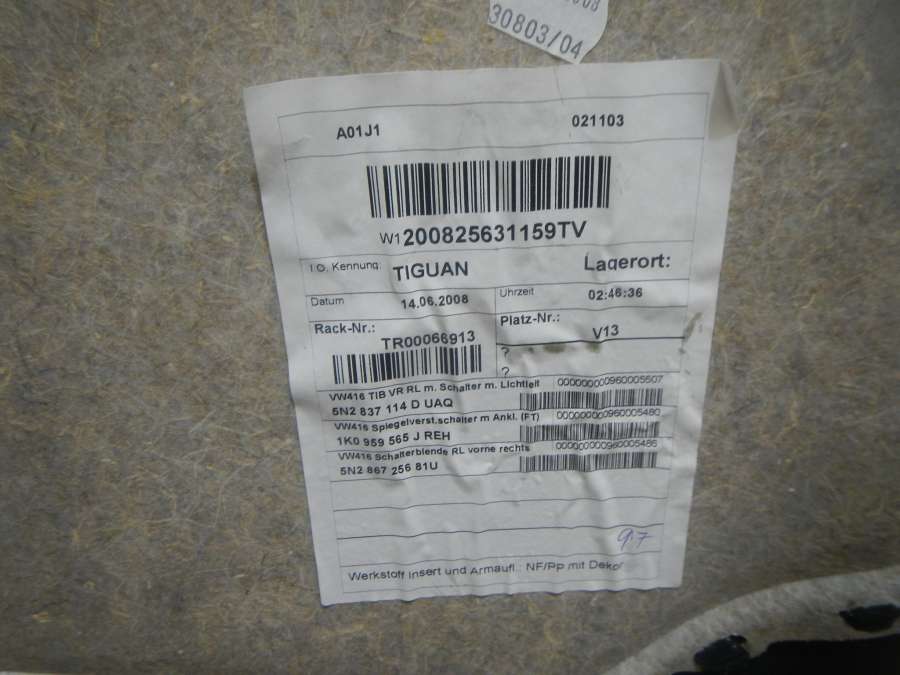 30803/04
A01J1 021103
W1200825631159TV
I.O. Kennung: TIGUAN Lagerort:
Datum 14.06.2008 Uhrzeit 02:46:36
Rack-Nr.: TR00066913 Platz-Nr.: V13
?
?
VW416 TIB VR RL m. Schalter m. Lichtleit 000000000960005507
5N2 837 114 D UAQ
VW416 Spiegelverst.schalter m Ankl. (FT) 000000000960005480
1K0 959 565 J REH
VW416 Schalterblende RL vorne rechts 000000000960005486
5N2 867 256 81U
9.7
Werkstoff Insert und Armaufl.: NF/Pp mit Dekor